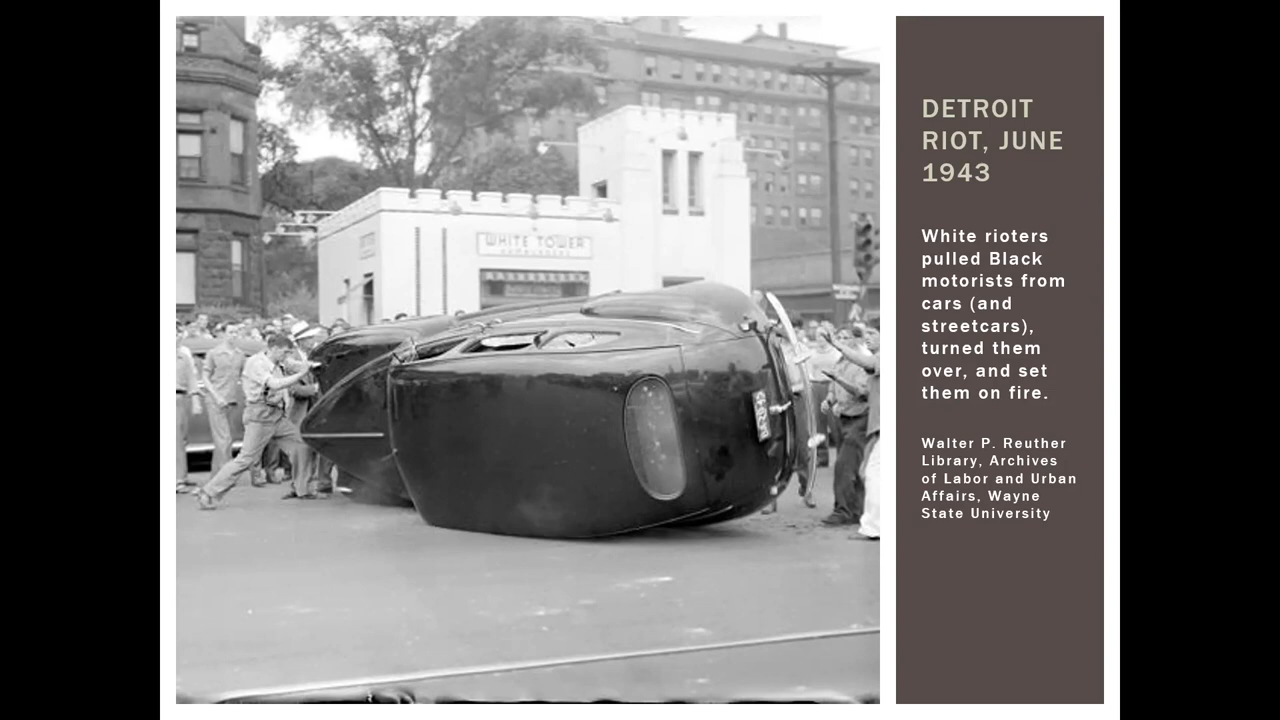 WHITE TOWER
HAMBURGERS
DETROIT
RIOT, JUNE
1943
White rioters
pulled Black
motorists from
cars (and
streetcars),
turned them
over, and set
them on fire.
Walter P. Reuther
Library, Archives
of Labor and Urban
Affairs, Wayne
State University